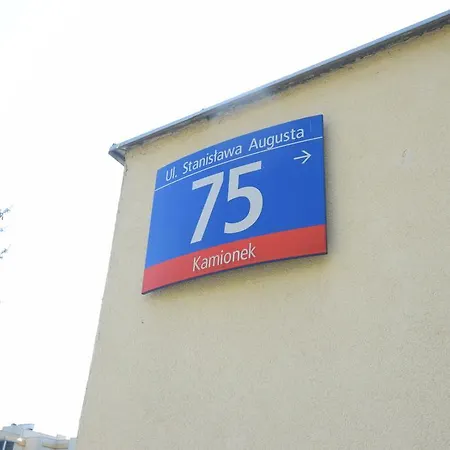 Ul. Stanisława Augusta
→
75
Kamionek